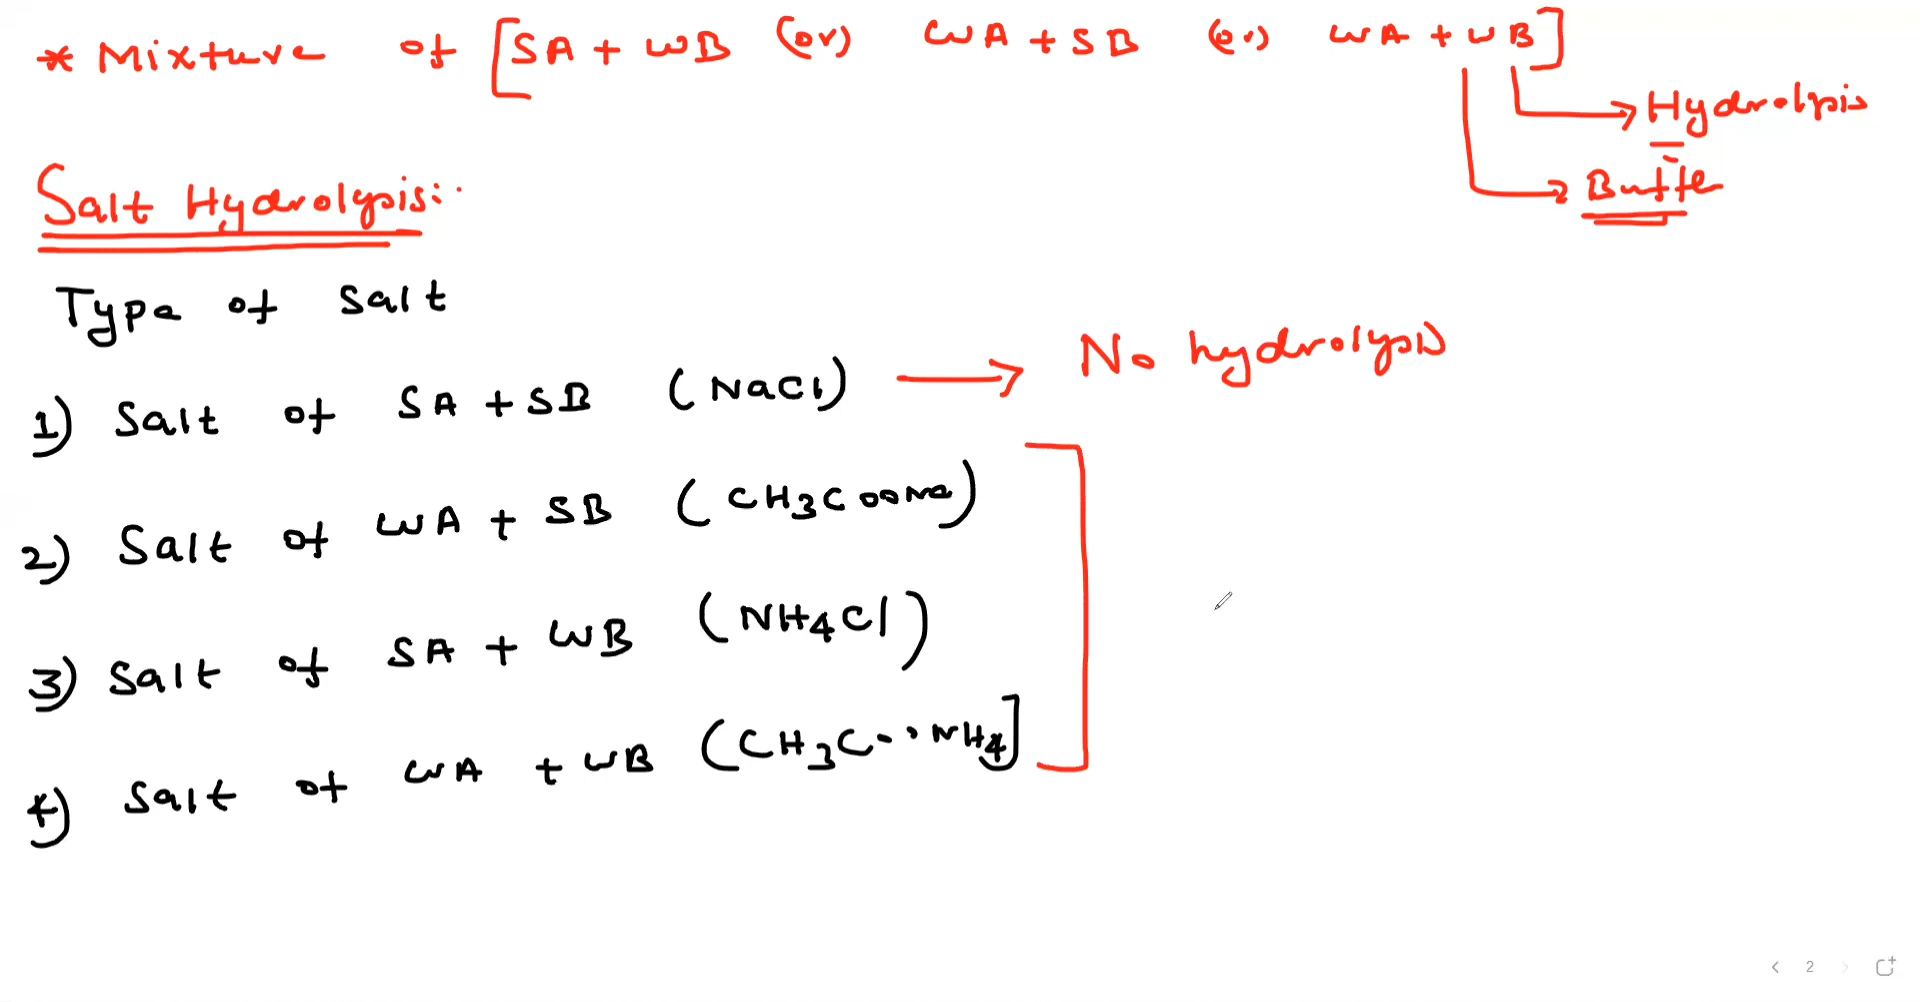 * Mixture of [SA + WB (or) WA + SB (or) WA + WB]
→ Hydrolysis
→ Buffer
Salt Hydrolysis:
Type of Salt
1) Salt of SA + SB (NaCl) → No hydrolysis
2) Salt of WA + SB (CH3COONa)
3) Salt of SA + WB (NH4Cl)
4) Salt of WA + WB (CH3COONH4]
2